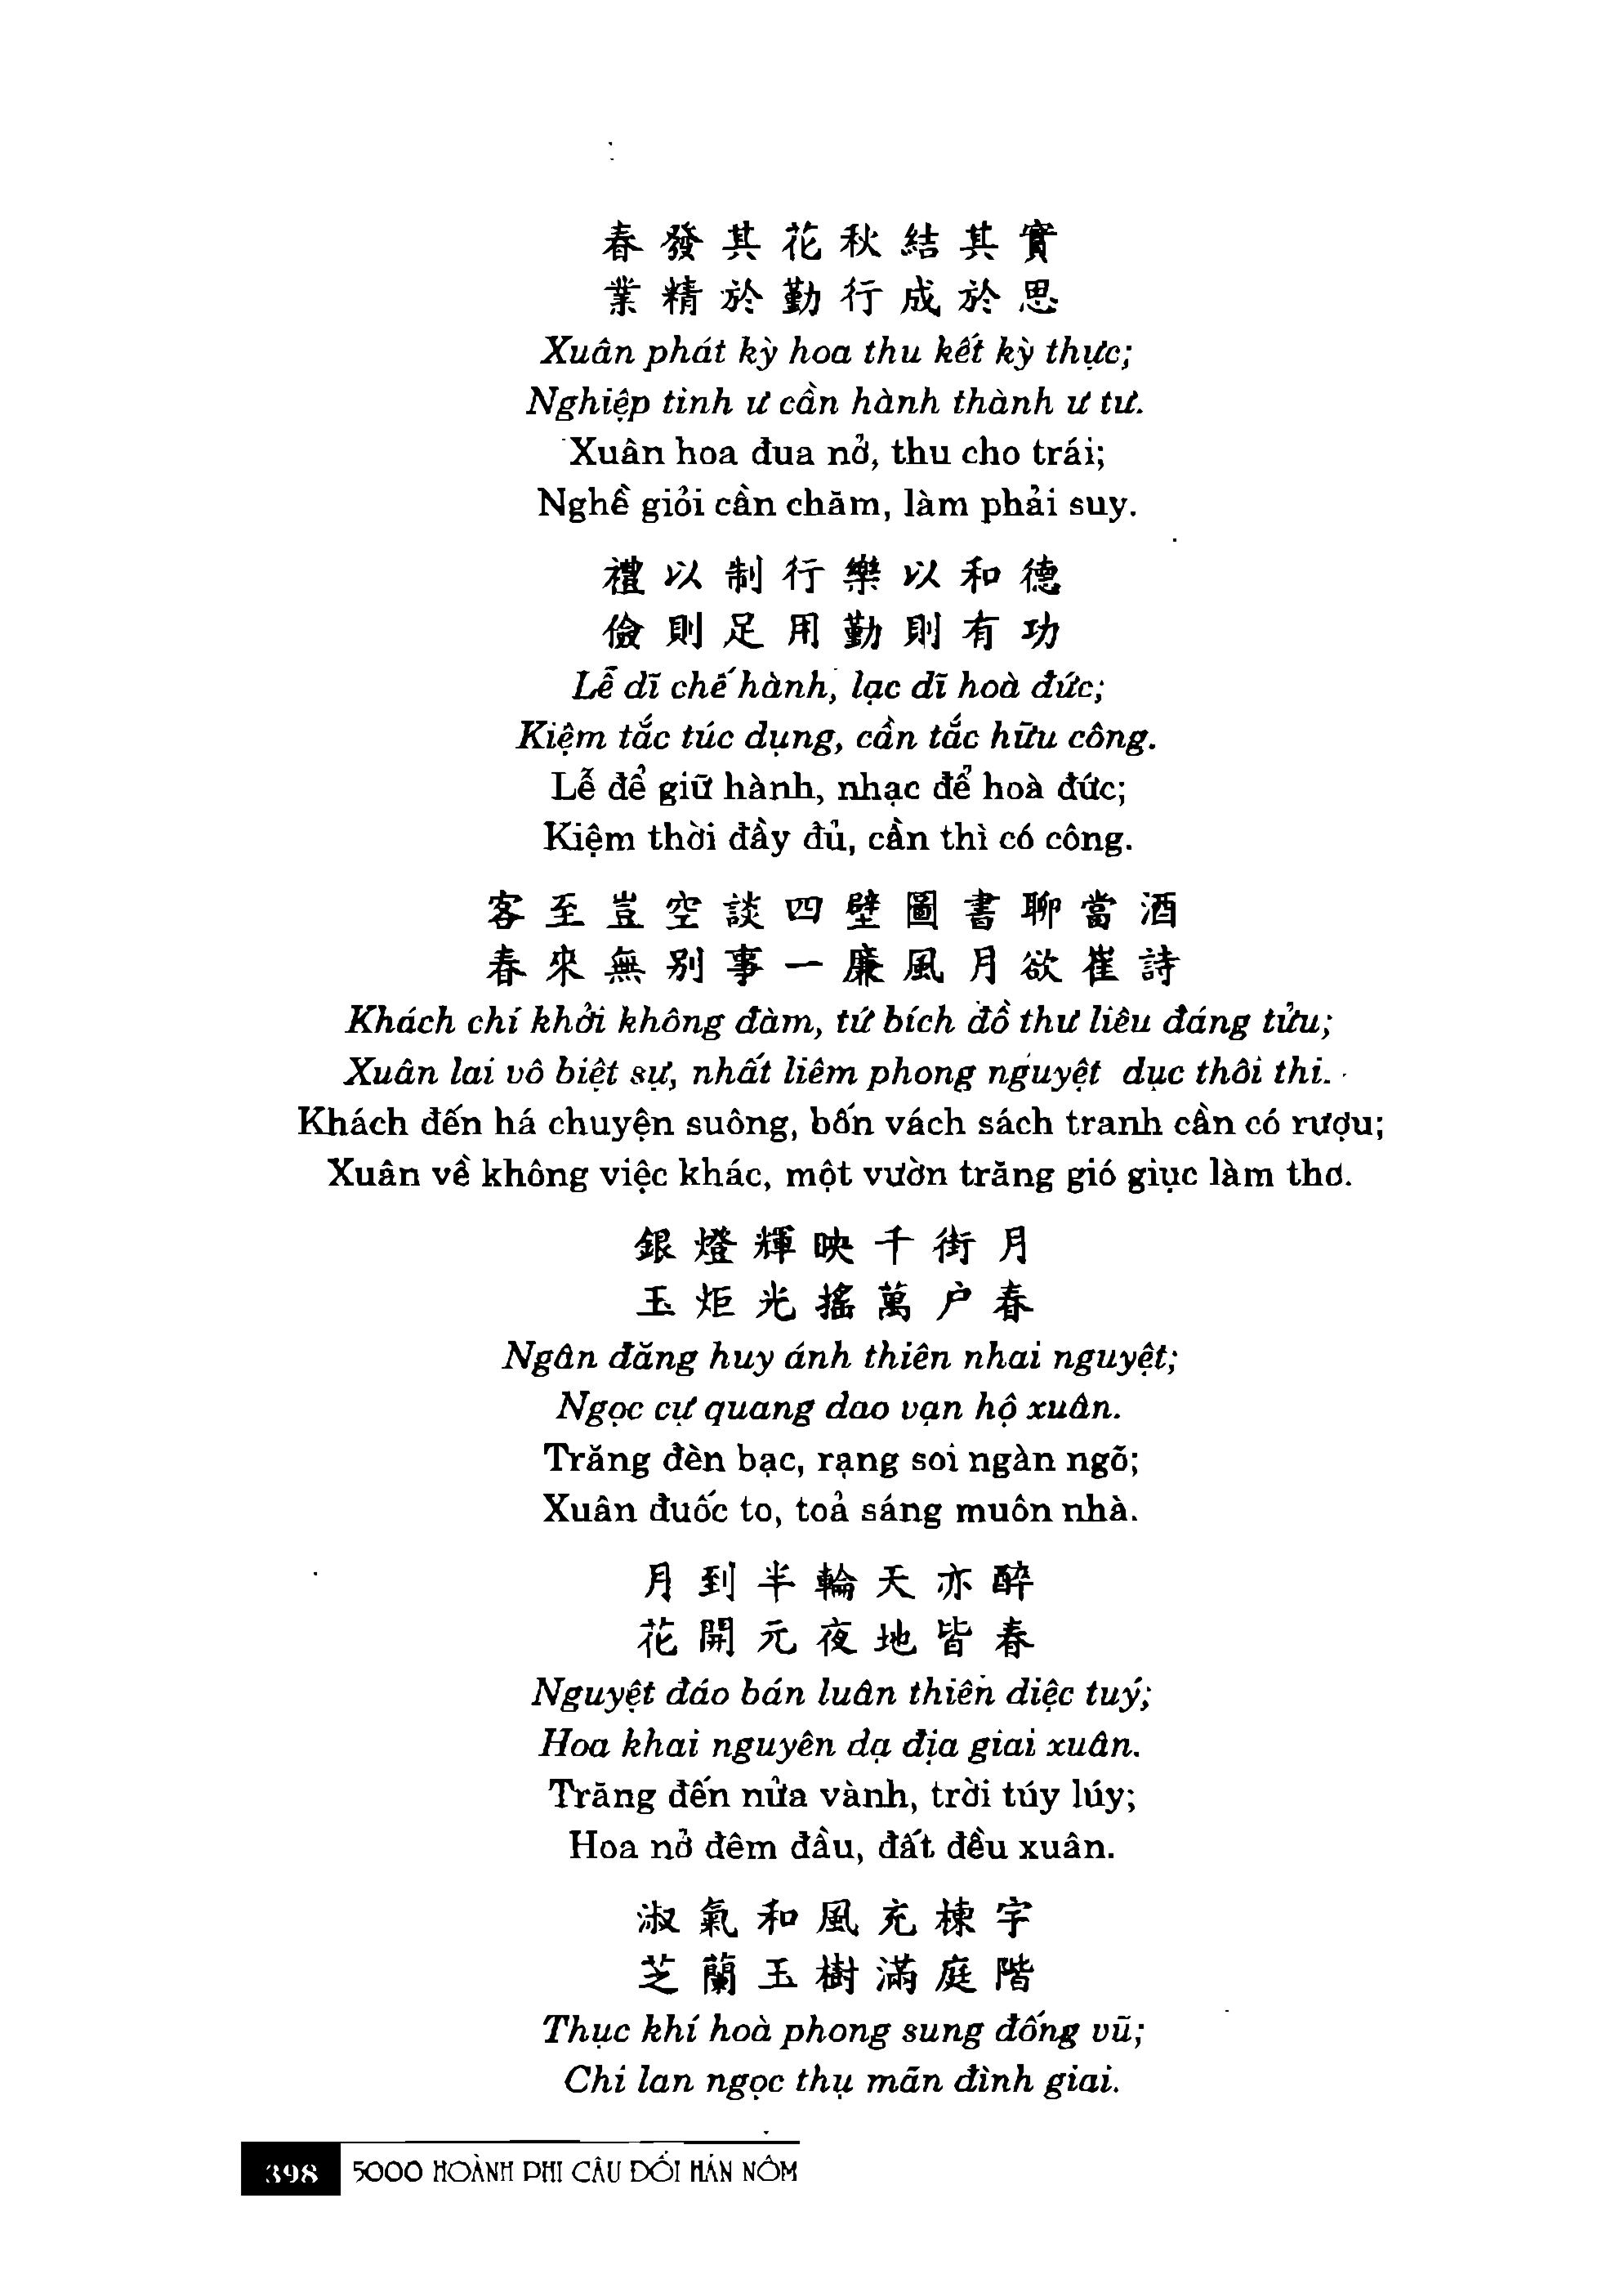 春發其花秋結其實
業精於勤行成於思
Xuân phát kỳ hoa thu kết kỳ thực;
Nghiệp tinh ư cần hành thành ư tư.
Xuân hoa đua nở, thu cho trái;
Nghề giỏi cần chăm, làm phải suy.
禮以制行樂以和德
儉則足用勤則有功
Lễ dĩ chế hành, lạc dĩ hoà đức;
Kiệm tắc túc dụng, cần tắc hữu công.
Lễ để giữ hành, nhạc để hoà đức;
Kiệm thời đầy đủ, cần thì có công.
客至豈空談四壁圖書聊當酒
春來無别事一廉風月欲崔詩
Khách chí khởi không đàm, tứ bích đồ thư liêu đáng tửu;
Xuân lai vô biệt sự, nhất liêm phong nguyệt dục thôi thi.
Khách đến há chuyện suông, bốn vách sách tranh cần có rượu;
Xuân về không việc khác, một vườn trăng gió giục làm thơ.
銀燈輝映千街月
玉炬光搖萬户春
Ngân đăng huy ánh thiên nhai nguyệt;
Ngọc cự quang dao vạn hộ xuân.
Trăng đèn bạc, rạng soi ngàn ngõ;
Xuân đuốc to, toả sáng muôn nhà.
月到半輪天亦醉
花開元夜地皆春
Nguyệt đáo bán luân thiên diệc tuý;
Hoa khai nguyên dạ địa giai xuân.
Trăng đến nửa vành, trời túy lúy;
Hoa nở đêm đầu, đất đều xuân.
淑氣和風充棟宇
芝蘭玉樹滿庭階
Thục khí hoà phong sung đống vũ;
Chi lan ngọc thụ mãn đình giai.
398 5000 HOÀNH PHI CÂU ĐỐI HÁN NÔM